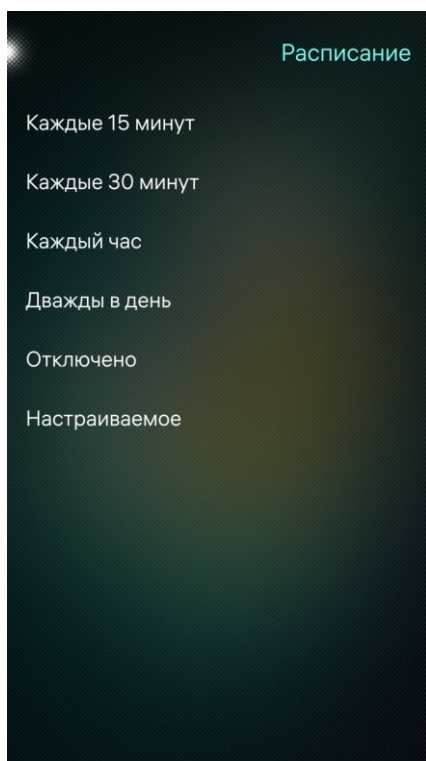 Расписание
Каждые 15 минут
Каждые 30 минут
Каждый час
Дважды в день
Отключено
Настраиваемое